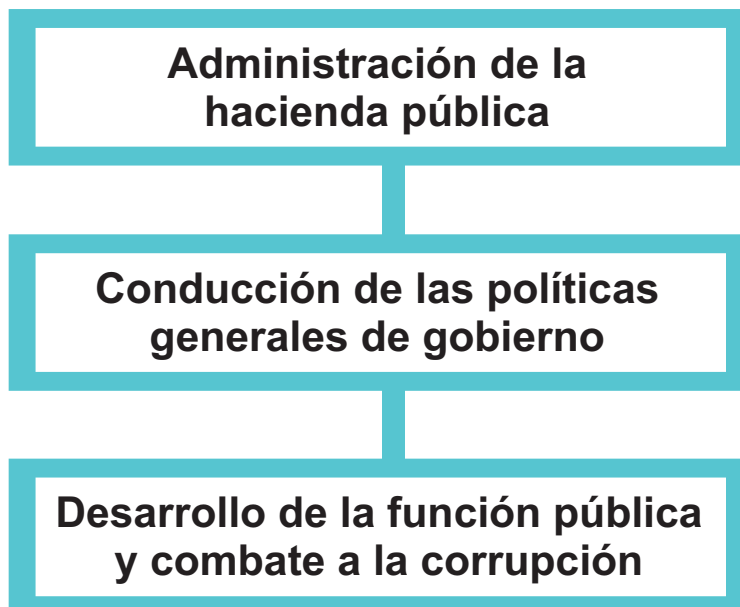 Administración de la
hacienda pública
Conducción de las políticas
generales de gobierno
Desarrollo de la función pública
y combate a la corrupción